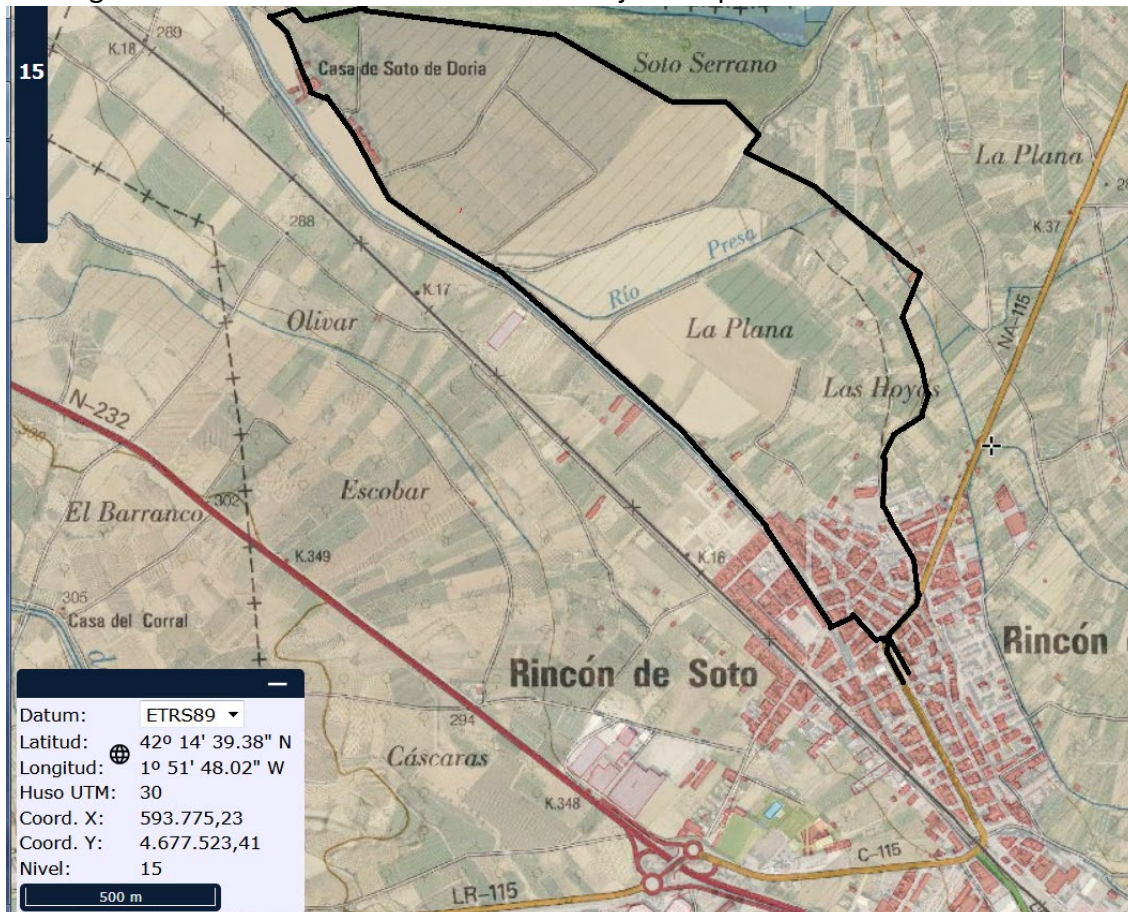 289
K.18
15
Casa de Soto de Doria
Soto Serrano
La Plana
K.37
288
Presa
Río
K.17
Olivar
La Plana
NA-115
Las Hoyas
N-232
Escobar
302
El Barranco
K.349
K.16
305
Casa del Corral
Rincón de Soto
Rincón
294
Cáscaras
K.348
C-115
LR-115
Datum: ETRS89
Latitud: 42º 14' 39.38" N
Longitud: 1º 51' 48.02" W
Huso UTM: 30
Coord. X: 593.775,23
Coord. Y: 4.677.523,41
Nivel: 15
500 m